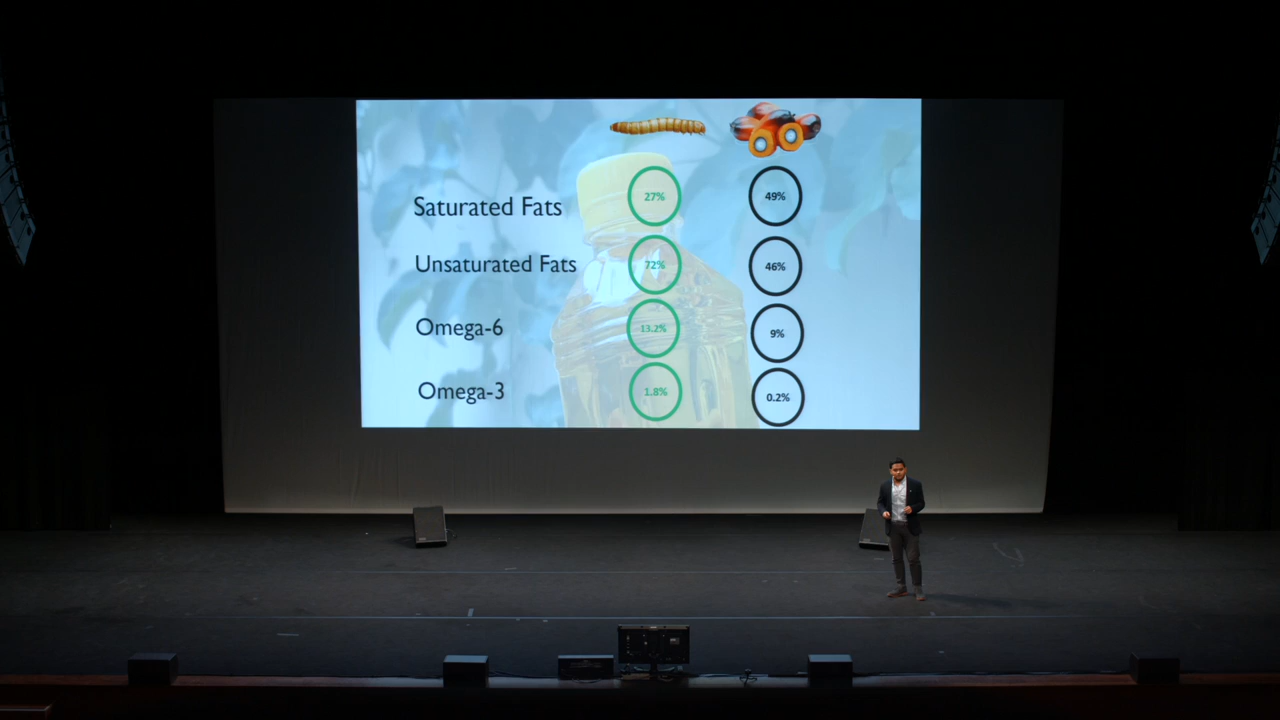 Saturated Fats 27% 49%
Unsaturated Fats 72% 46%
Omega-6 13.2% 9%
Omega-3 1.8% 0.2%